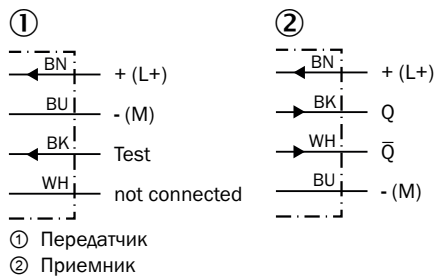 ① ②
BN + (L+) BN + (L+)
BU - (M) BK Q
BK Test WH Q̅
WH not connected BU - (M)
① Передатчик
② Приемник